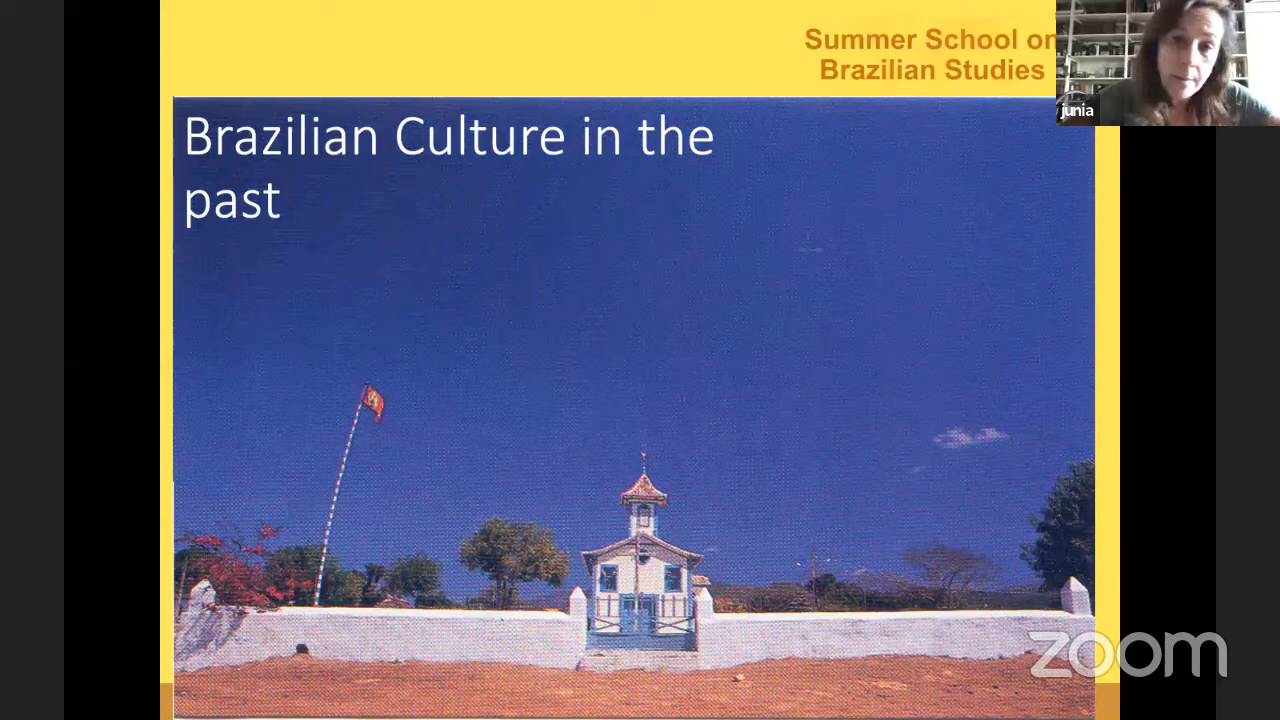 Summer School on
Brazilian Studies
junia
Brazilian Culture in the
past
zoom